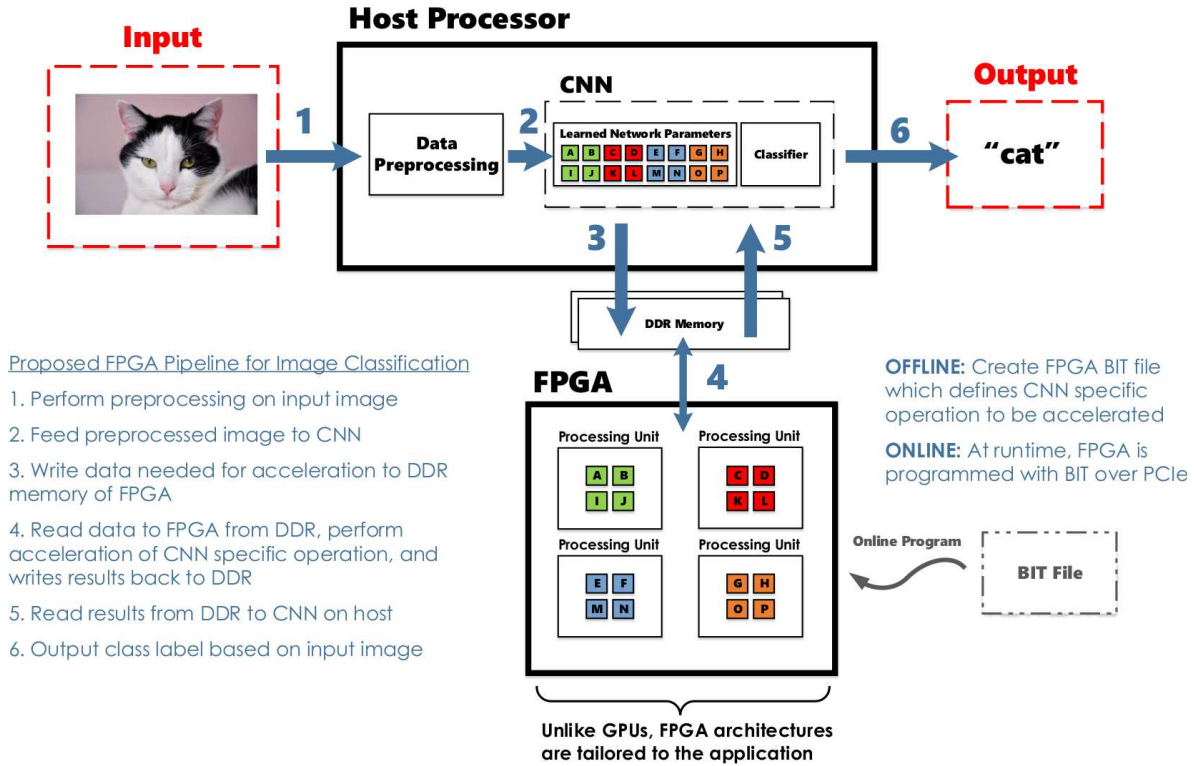 Host Processor
Input
Output
CNN
1
Data
Preprocessing
2
Learned Network Parameters
A B C D E F G H
I J K L M N O P
Classifier
6
“cat”
3
5
DDR Memory
4
Proposed FPGA Pipeline for Image Classification
1. Perform preprocessing on input image
2. Feed preprocessed image to CNN
3. Write data needed for acceleration to DDR
memory of FPGA
4. Read data to FPGA from DDR, perform
acceleration of CNN specific operation, and
writes results back to DDR
5. Read results from DDR to CNN on host
6. Output class label based on input image
FPGA
Processing Unit
A B
I J
Processing Unit
C D
K L
Processing Unit
E F
M N
Processing Unit
G H
O P
Unlike GPUs, FPGA architectures
are tailored to the application
OFFLINE: Create FPGA BIT file
which defines CNN specific
operation to be accelerated
ONLINE: At runtime, FPGA is
programmed with BIT over PCIe
Online Program
BIT File